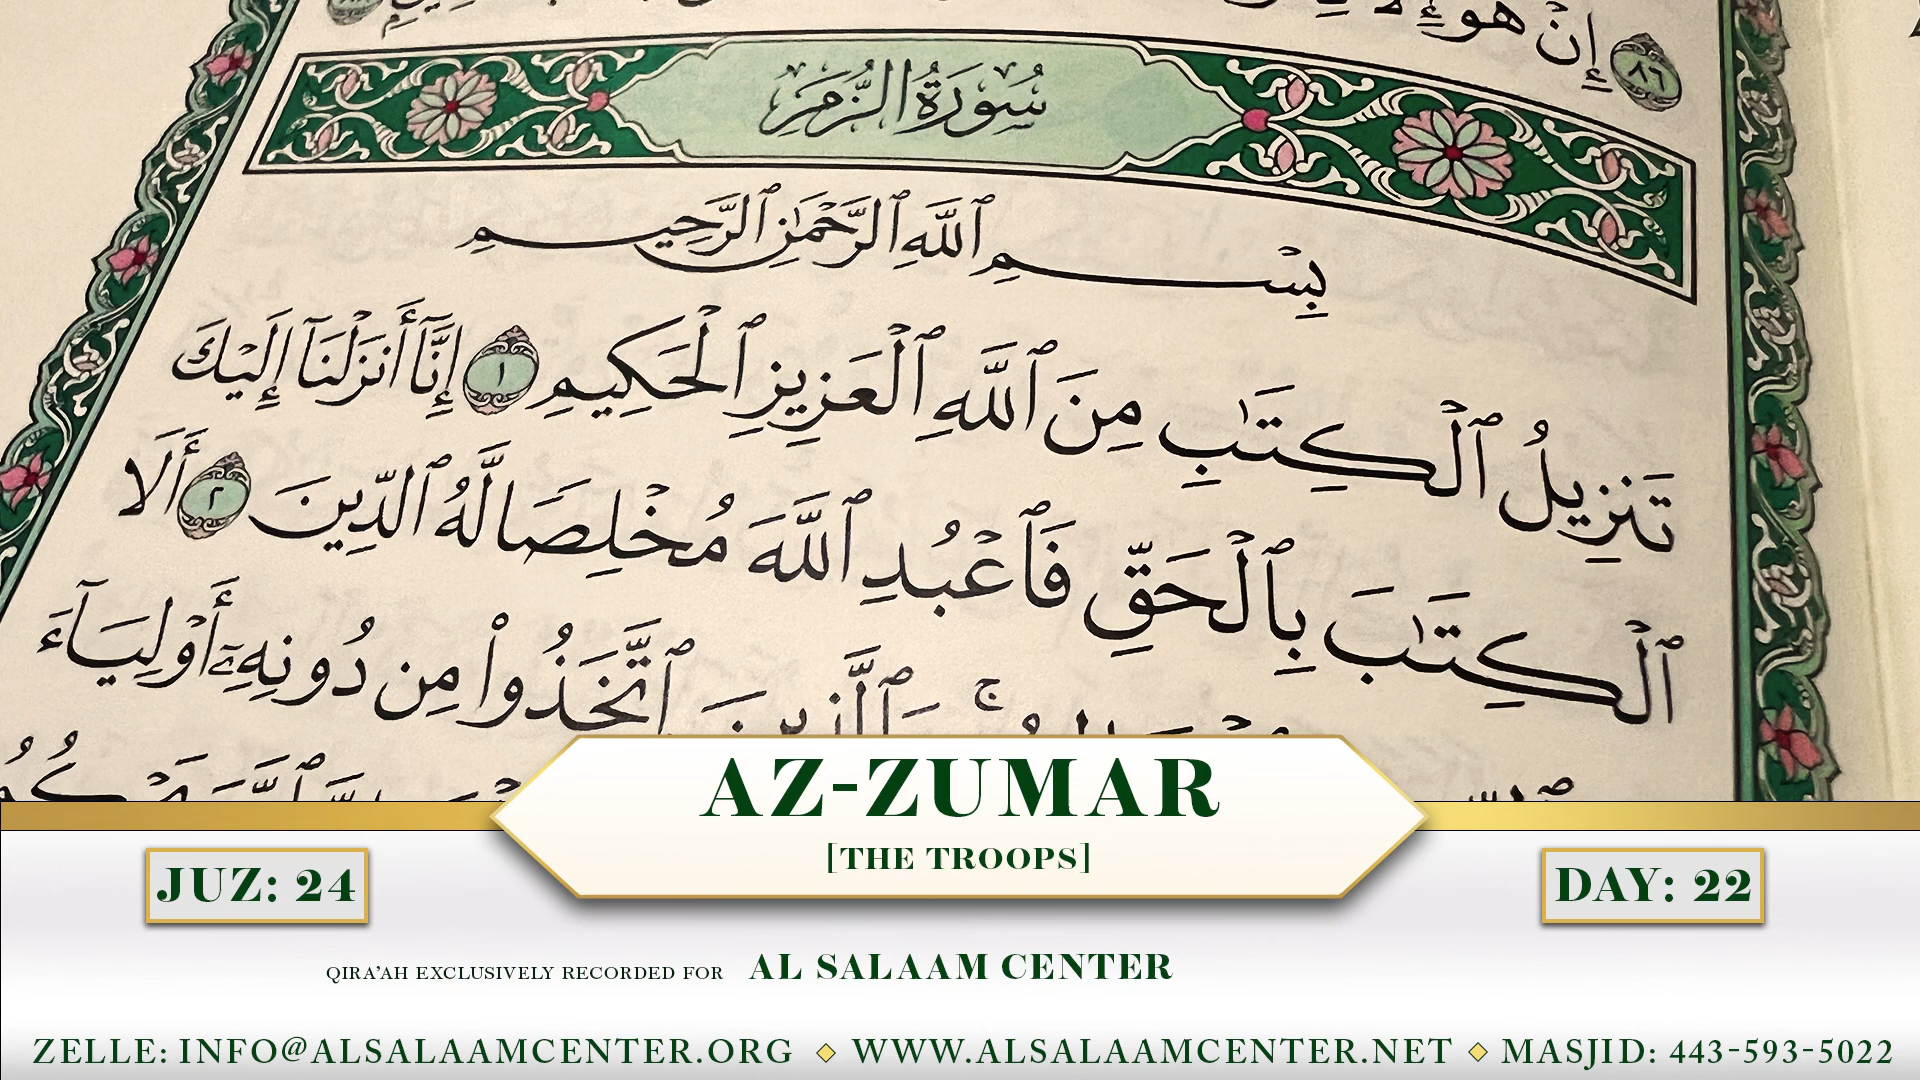 إِنْ هُوَ إِلَّا
٨٦
سُورَةُ الزُّمَرِ
بِسْمِ ٱللَّهِ ٱلرَّحْمَٰنِ ٱلرَّحِيمِ
تَنزِيلُ ٱلْكِتَٰبِ مِنَ ٱللَّهِ ٱلْعَزِيزِ ٱلْحَكِيمِ ١ إِنَّآ أَنزَلْنَآ إِلَيْكَ
ٱلْكِتَٰبَ بِٱلْحَقِّ فَٱعْبُدِ ٱللَّهَ مُخْلِصًا لَّهُ ٱلدِّينَ ٢ أَلَا
ۚ وَٱلَّذِينَ ٱتَّخَذُوا۟ مِن دُونِهِۦٓ أَوْلِيَآءَ
AZ-ZUMAR
[THE TROOPS]
JUZ: 24
DAY: 22
QIRA'AH EXCLUSIVELY RECORDED FOR AL SALAAM CENTER
ZELLE: INFO@ALSALAAMCENTER.ORG ◆ WWW.ALSALAAMCENTER.NET ◆ MASJID: 443-593-5022